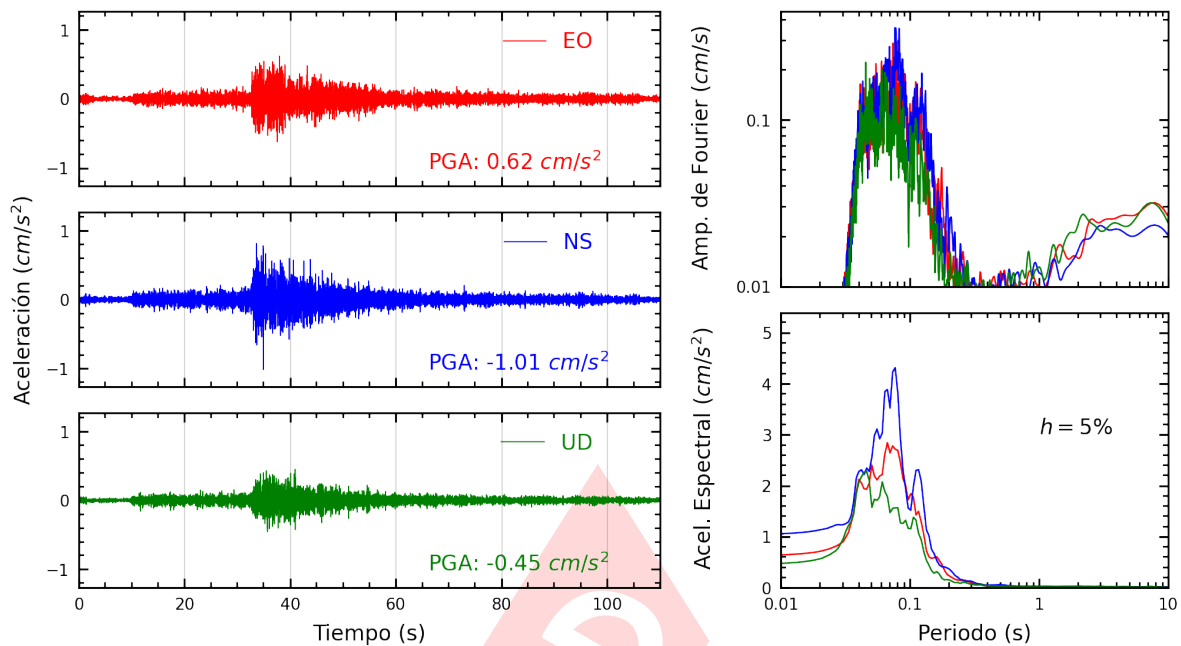 Aceleración (cm/s²)
1
0
−1
EO
PGA: 0.62 cm/s²
1
0
−1
NS
PGA: -1.01 cm/s²
1
0
−1
UD
PGA: -0.45 cm/s²
0 20 40 60 80 100
Tiempo (s)
Amp. de Fourier (cm/s)
0.1
0.01
Acel. Espectral (cm/s²)
5
4
3
2
1
0
h = 5%
0.01 0.1 1 10
Periodo (s)